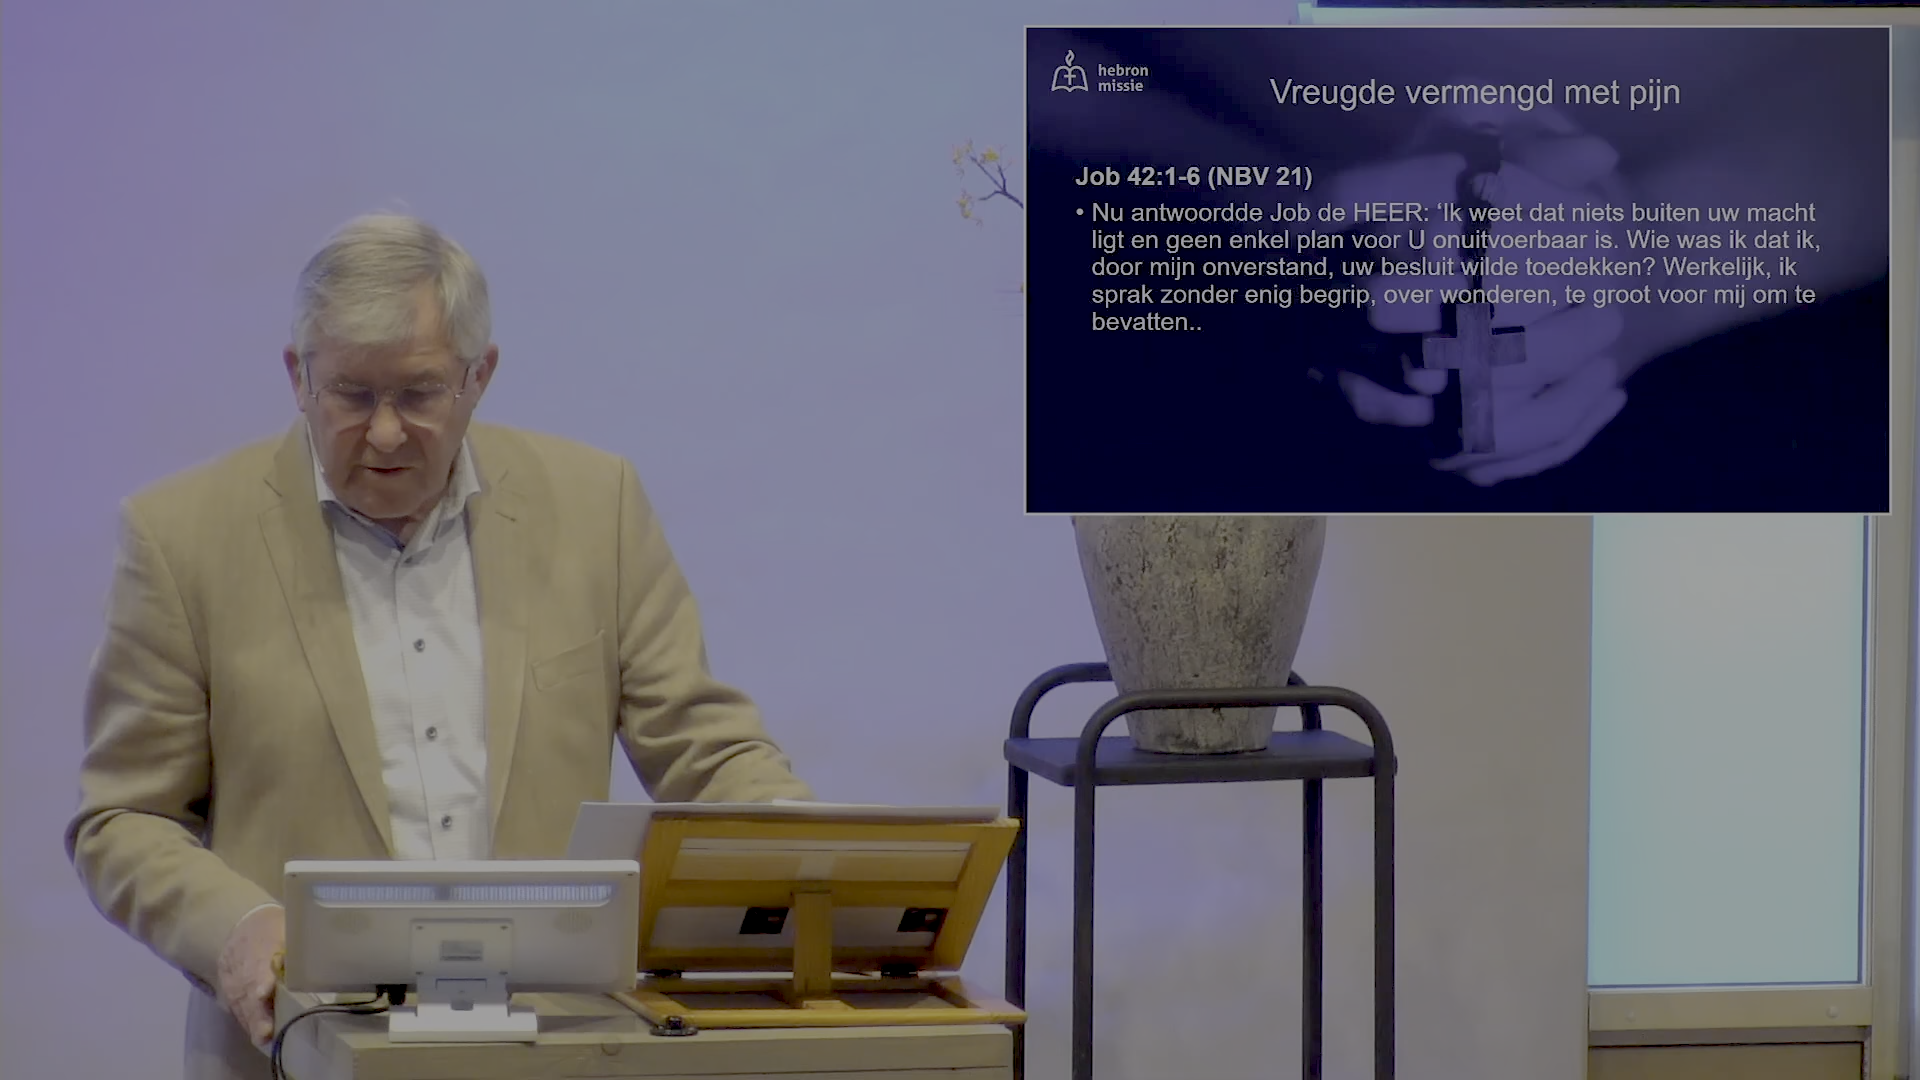 hebron
missie
Vreugde vermengd met pijn
Job 42:1-6 (NBV 21)
• Nu antwoordde Job de HEER: ‘Ik weet dat niets buiten uw macht
ligt en geen enkel plan voor U onuitvoerbaar is. Wie was ik dat ik,
door mijn onverstand, uw besluit wilde toedekken? Werkelijk, ik
sprak zonder enig begrip, over wonderen, te groot voor mij om te
bevatten..